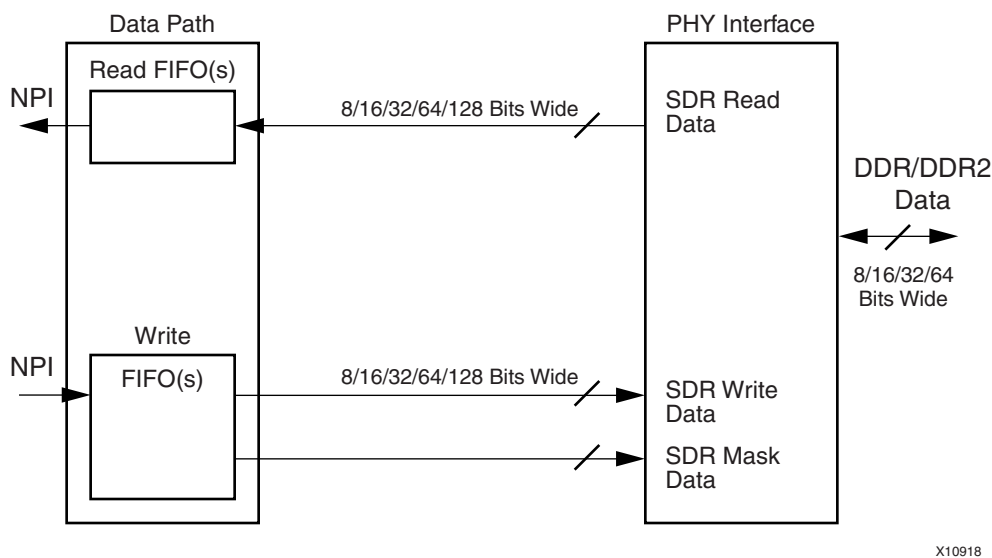 Data Path
PHY Interface
Read FIFO(s)
NPI
8/16/32/64/128 Bits Wide
SDR Read
Data
DDR/DDR2
Data
8/16/32/64
Bits Wide
Write
NPI
FIFO(s)
8/16/32/64/128 Bits Wide
SDR Write
Data
SDR Mask
Data
X10918